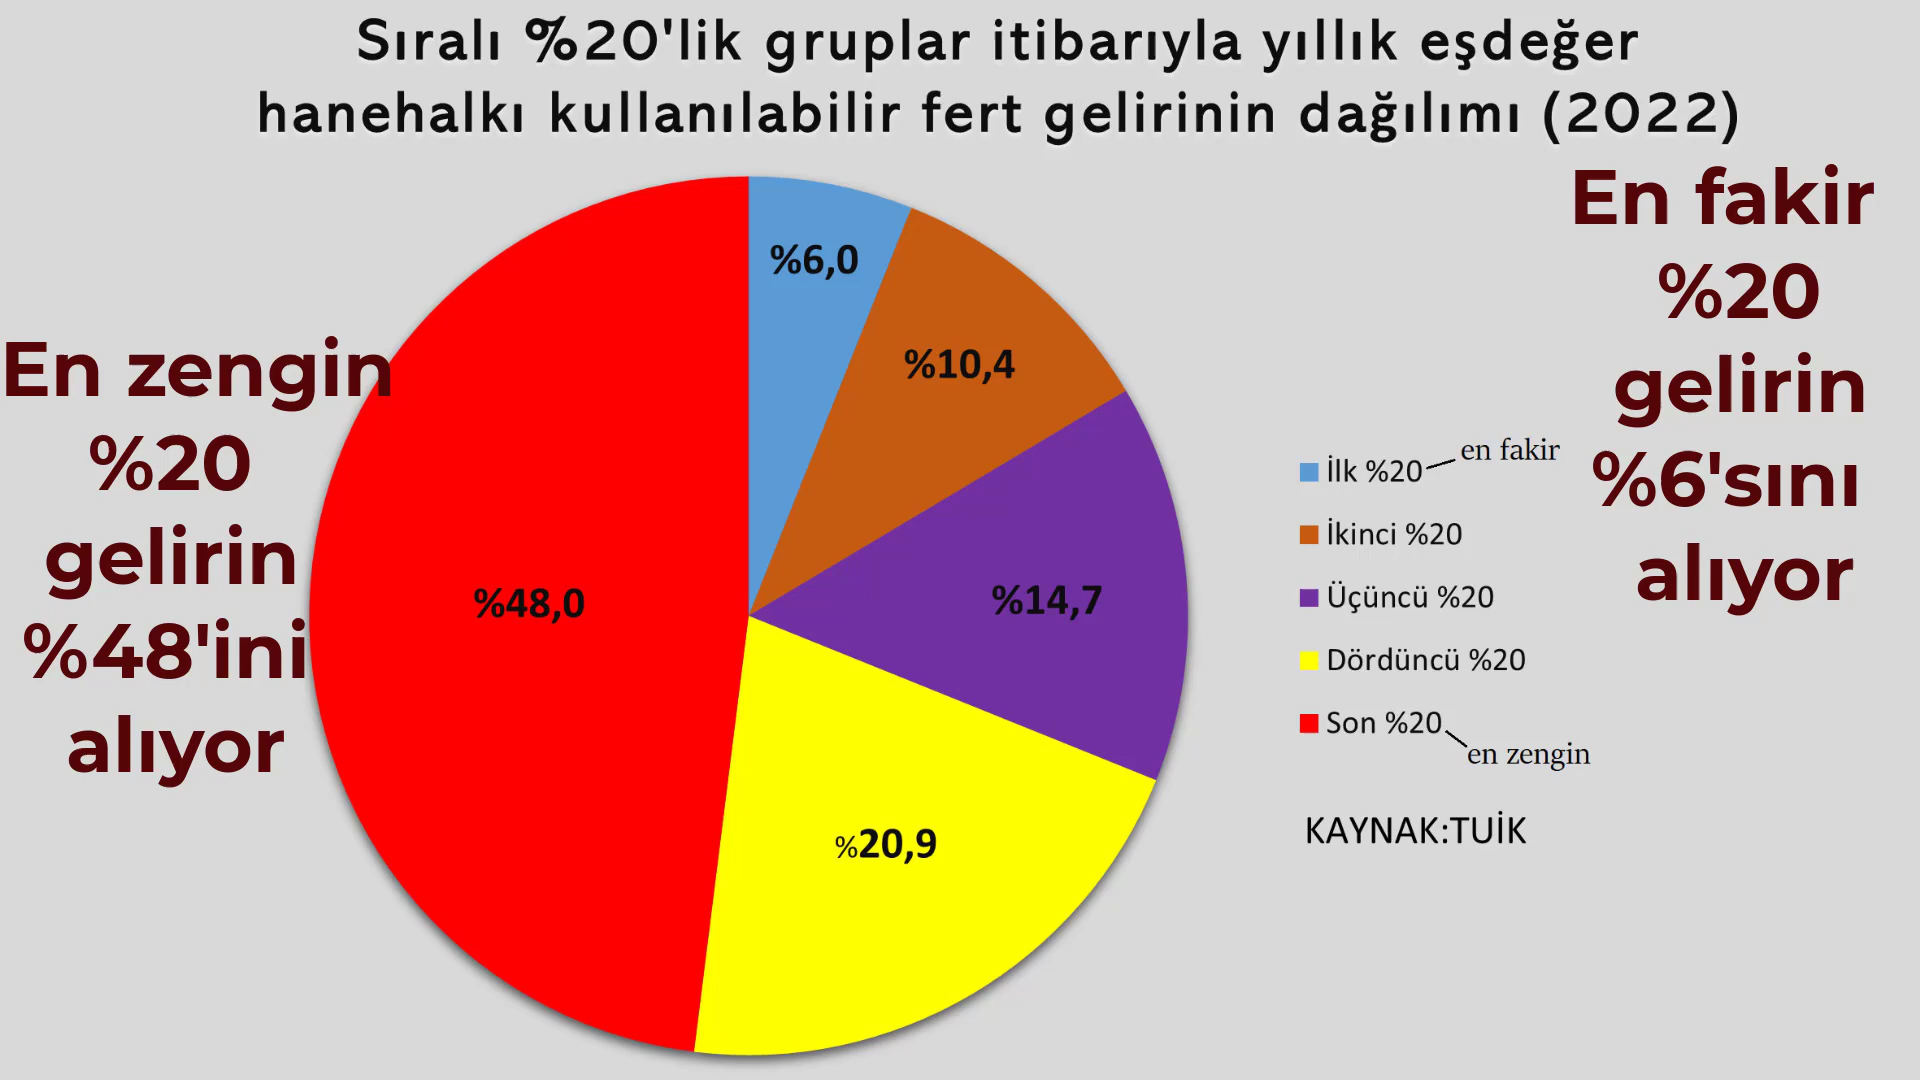 Sıralı %20'lik gruplar itibarıyla yıllık eşdeğer
hanehalkı kullanılabilir fert gelirinin dağılımı (2022)
En zengin
%20
gelirin
%48'ini
alıyor
%6,0
%10,4
%14,7
%20,9
%48,0
İlk %20
en fakir
İkinci %20
Üçüncü %20
Dördüncü %20
Son %20
en zengin
KAYNAK:TUİK
En fakir
%20
gelirin
%6'sını
alıyor